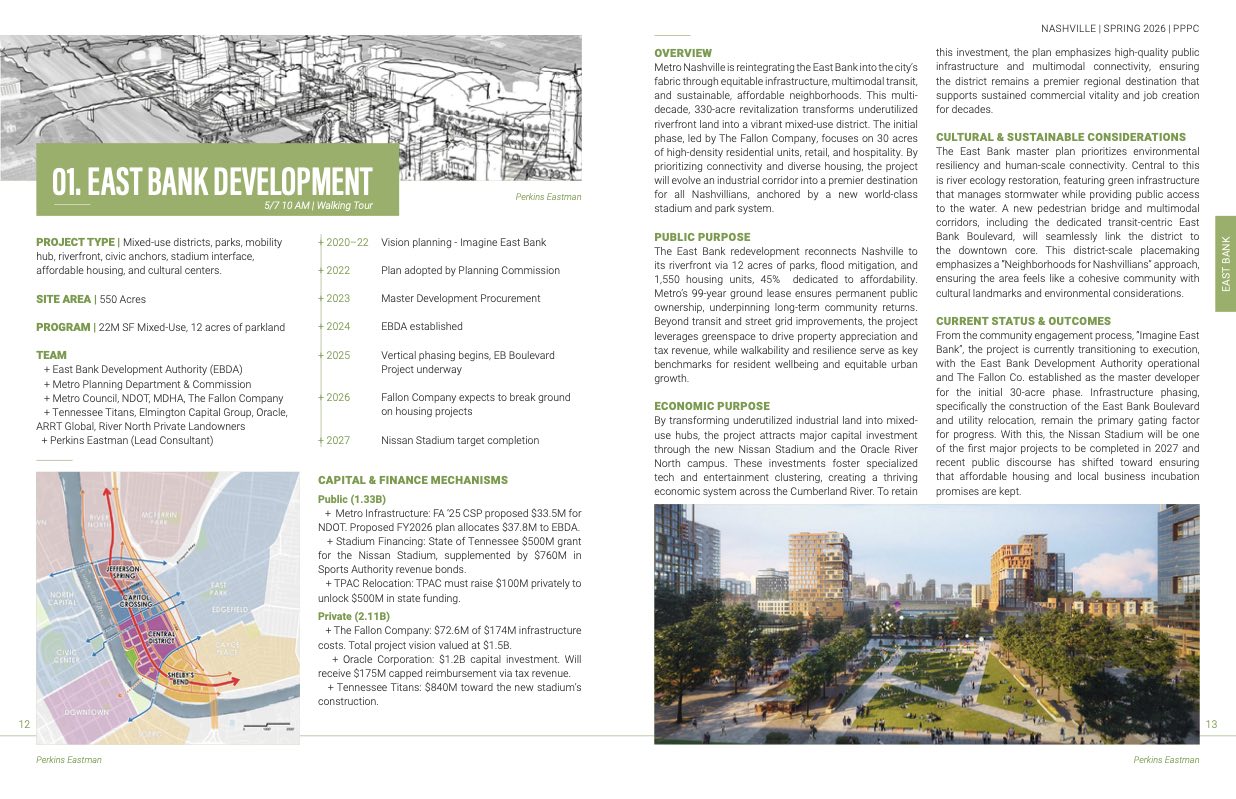 01. EAST BANK DEVELOPMENT
5/7 10 AM | Walking Tour
Perkins Eastman
PROJECT TYPE | Mixed-use districts, parks, mobility
hub, riverfront, civic anchors, stadium interface,
affordable housing, and cultural centers.
SITE AREA | 550 Acres
PROGRAM | 22M SF Mixed-Use, 12 acres of parkland
TEAM
+ East Bank Development Authority (EBDA)
+ Metro Planning Department & Commission
+ Metro Council, NDOT, MDHA, The Fallon Company
+ Tennessee Titans, Elmington Capital Group, Oracle,
ARRT Global, River North Private Landowners
+ Perkins Eastman (Lead Consultant)
+ 2020–22 Vision planning - Imagine East Bank
+ 2022 Plan adopted by Planning Commission
+ 2023 Master Development Procurement
+ 2024 EBDA established
+ 2025 Vertical phasing begins, EB Boulevard
Project underway
+ 2026 Fallon Company expects to break ground
on housing projects
+ 2027 Nissan Stadium target completion
RIVER
NORTH
MCFERRIN
PARK
JEFFERSON-
SPRING
NORTH
CAPITOL
CAPITOL
CROSSING
EAST
PARK
EDGEFIELD
CENTRAL
DISTRICT
CIVIC
CENTER
CAYCE
PLACE
SHELBY'S
BEND
DOWNTOWN
Perkins Eastman
12
CAPITAL & FINANCE MECHANISMS
Public (1.33B)
+ Metro Infrastructure: FA '25 CSP proposed $33.5M for
NDOT. Proposed FY2026 plan allocates $37.8M to EBDA.
+ Stadium Financing: State of Tennessee $500M grant
for the Nissan Stadium, supplemented by $760M in
Sports Authority revenue bonds.
+ TPAC Relocation: TPAC must raise $100M privately to
unlock $500M in state funding.
Private (2.11B)
+ The Fallon Company: $72.6M of $174M infrastructure
costs. Total project vision valued at $1.5B.
+ Oracle Corporation: $1.2B capital investment. Will
receive $175M capped reimbursement via tax revenue.
+ Tennessee Titans: $840M toward the new stadium's
construction.
NASHVILLE | SPRING 2026 | PPPC
OVERVIEW
Metro Nashville is reintegrating the East Bank into the city's
fabric through equitable infrastructure, multimodal transit,
and sustainable, affordable neighborhoods. This multi-
decade, 330-acre revitalization transforms underutilized
riverfront land into a vibrant mixed-use district. The initial
phase, led by The Fallon Company, focuses on 30 acres
of high-density residential units, retail, and hospitality. By
prioritizing connectivity and diverse housing, the project
will evolve an industrial corridor into a premier destination
for all Nashvillians, anchored by a new world-class
stadium and park system.
PUBLIC PURPOSE
The East Bank redevelopment reconnects Nashville to
its riverfront via 12 acres of parks, flood mitigation, and
1,550 housing units, 45% dedicated to affordability.
Metro's 99-year ground lease ensures permanent public
ownership, underpinning long-term community returns.
Beyond transit and street grid improvements, the project
leverages greenspace to drive property appreciation and
tax revenue, while walkability and resilience serve as key
benchmarks for resident wellbeing and equitable urban
growth.
ECONOMIC PURPOSE
By transforming underutilized industrial land into mixed-
use hubs, the project attracts major capital investment
through the new Nissan Stadium and the Oracle River
North campus. These investments foster specialized
tech and entertainment clustering, creating a thriving
economic system across the Cumberland River. To retain
this investment, the plan emphasizes high-quality public
infrastructure and multimodal connectivity, ensuring
the district remains a premier regional destination that
supports sustained commercial vitality and job creation
for decades.
CULTURAL & SUSTAINABLE CONSIDERATIONS
The East Bank master plan prioritizes environmental
resiliency and human-scale connectivity. Central to this
is river ecology restoration, featuring green infrastructure
that manages stormwater while providing public access
to the water. A new pedestrian bridge and multimodal
corridors, including the dedicated transit-centric East
Bank Boulevard, will seamlessly link the district to
the downtown core. This district-scale placemaking
emphasizes a "Neighborhoods for Nashvillians" approach,
ensuring the area feels like a cohesive community with
cultural landmarks and environmental considerations.
CURRENT STATUS & OUTCOMES
From the community engagement process, "Imagine East
Bank", the project is currently transitioning to execution,
with the East Bank Development Authority operational
and The Fallon Co. established as the master developer
for the initial 30-acre phase. Infrastructure phasing,
specifically the construction of the East Bank Boulevard
and utility relocation, remain the primary gating factor
for progress. With this, the Nissan Stadium will be one
of the first major projects to be completed in 2027 and
recent public discourse has shifted toward ensuring
that affordable housing and local business incubation
promises are kept.
EAST BANK
13
Perkins Eastman